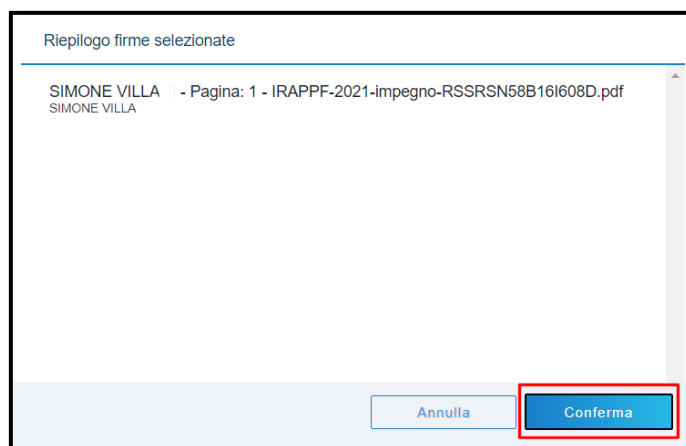 Riepilogo firme selezionate
SIMONE VILLA - Pagina: 1 - IRAPPF-2021-impegno-RSSRSN58B16I608D.pdf
SIMONE VILLA
Annulla Conferma